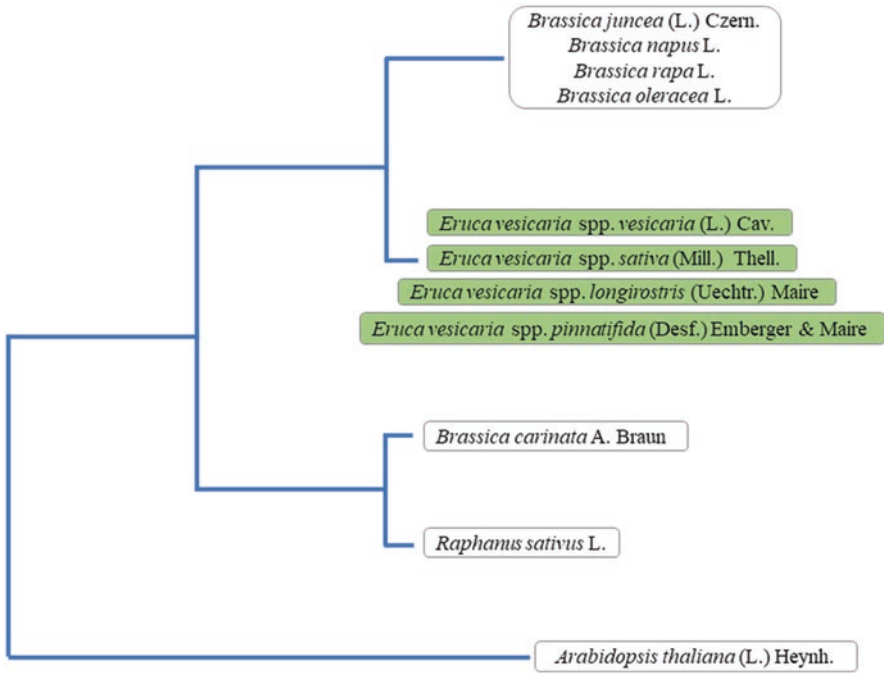 Brassica juncea (L.) Czern.
Brassica napus L.
Brassica rapa L.
Brassica oleracea L.
Eruca vesicaria spp. vesicaria (L.) Cav.
Eruca vesicaria spp. sativa (Mill.) Thell.
Eruca vesicaria spp. longirostris (Uechtr.) Maire
Eruca vesicaria spp. pinnatifida (Desf.) Emberger & Maire
Brassica carinata A. Braun
Raphanus sativus L.
Arabidopsis thaliana (L.) Heynh.